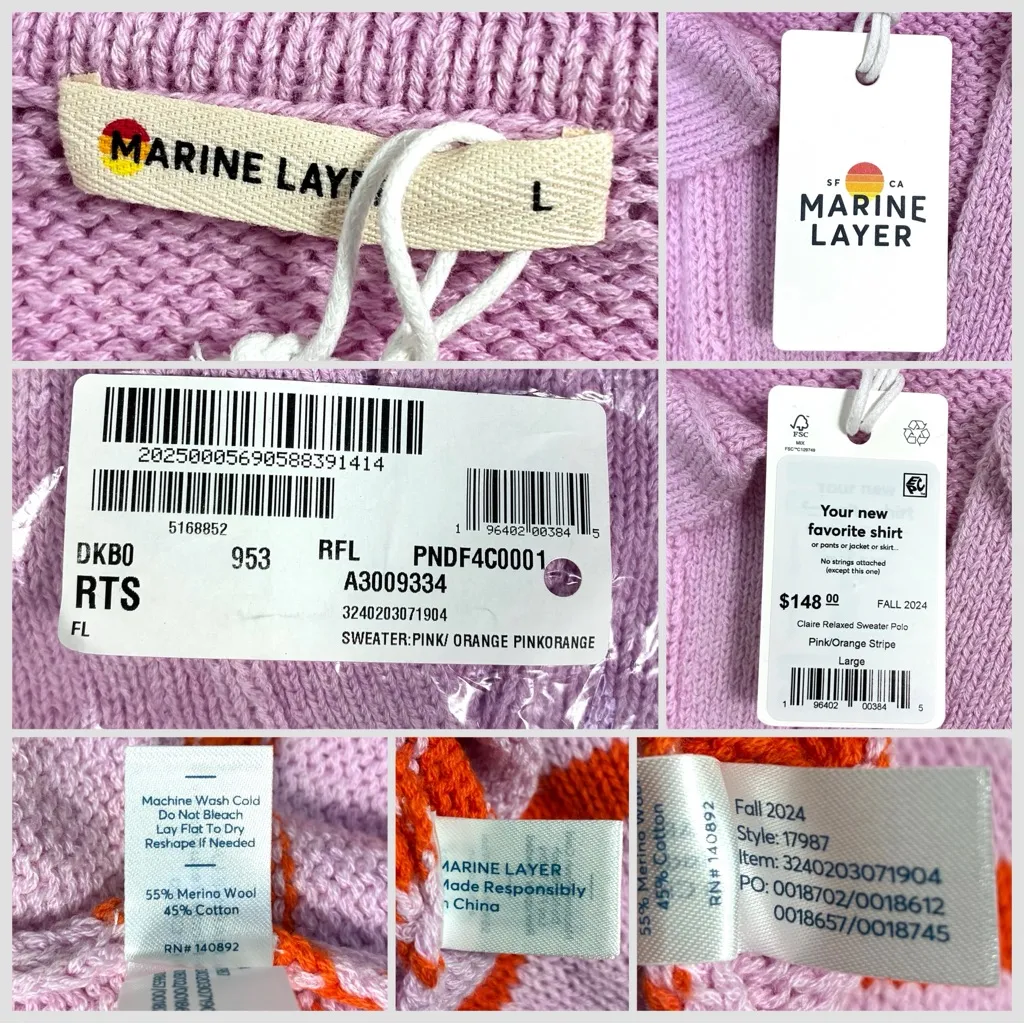 MARINE LAYER
L
SF CA
MARINE
LAYER
20250005690588391414
5168852
1 96402 00384 5
DKB0 953 RFL PNDF4C0001
RTS A3009334
3240203071904
FL SWEATER:PINK/ ORANGE PINKORANGE
FSC
MIX
Your new
favorite shirt
or pants or jacket or skirt...
No strings attached
(except this one)
$148 00 FALL 2024
Claire Relaxed Sweater Polo
Pink/Orange Stripe
Large
1 96402 00384 5
Machine Wash Cold
Do Not Bleach
Lay Flat To Dry
Reshape If Needed
55% Merino Wool
45% Cotton
RN# 140892
MARINE LAYER
Made Responsibly
n China
55% Merino Wo
45% Cotton
RN# 140892
Fall 2024
Style: 17987
Item: 3240203071904
PO: 0018702/0018612
0018657/0018745